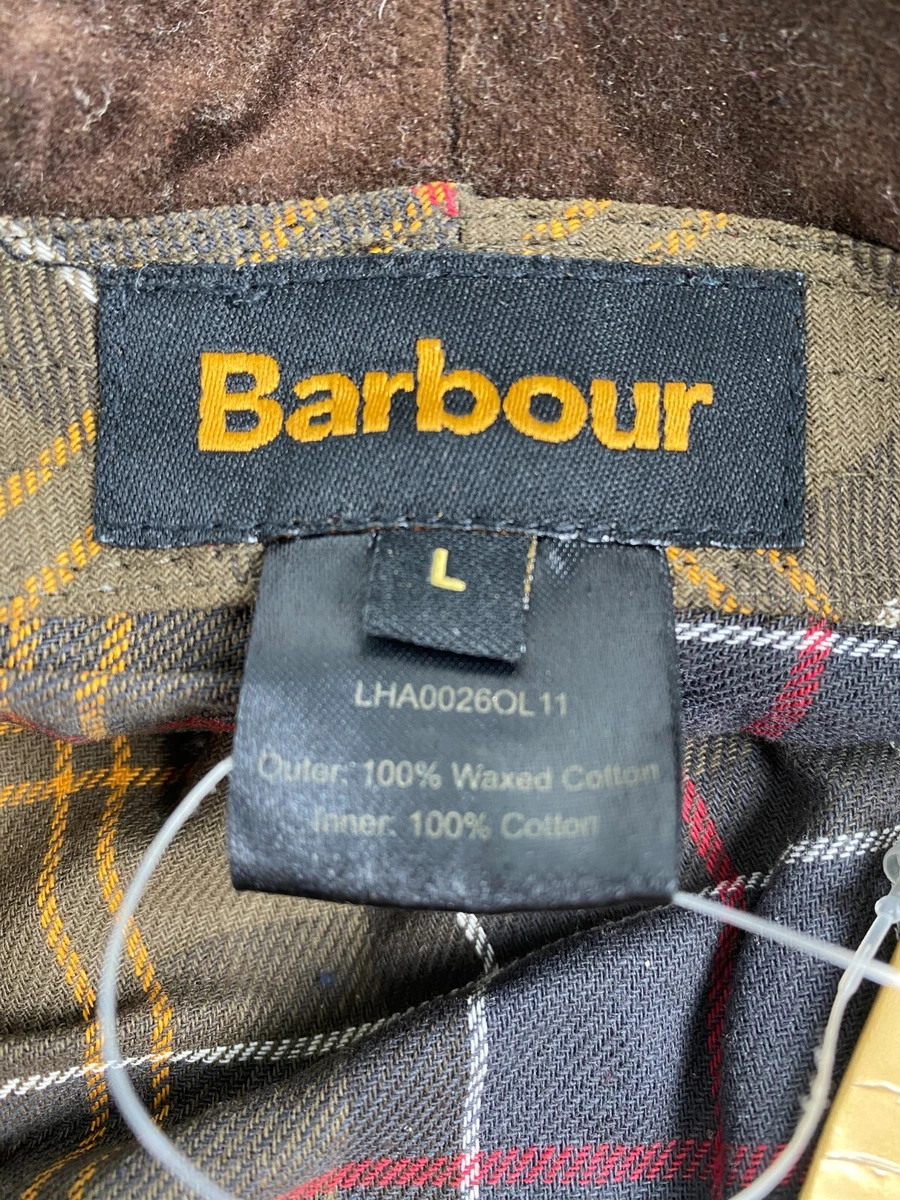 Barbour
L
LHA0026OL11
Outer: 100% Waxed Cotton
Inner: 100% Cotton